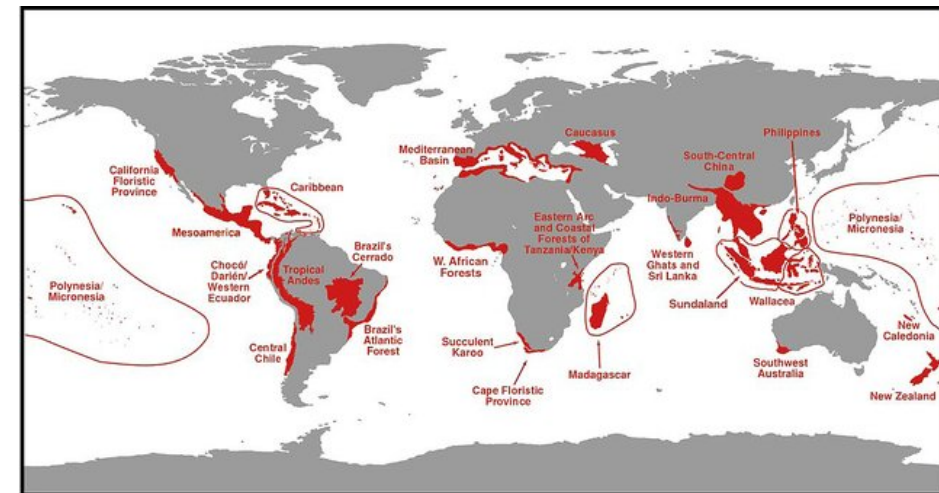 California
Floristic
Province
Caribbean
Mesoamerica
Chocó/
Darién/
Western
Ecuador
Tropical
Andes
Brazil's
Cerrado
Polynesia/
Micronesia
Central
Chile
Brazil's
Atlantic
Forest
Mediterranean
Basin
Caucasus
W. African
Forests
Eastern Arc
and Coastal
Forests of
Tanzania/Kenya
Succulent
Karoo
Cape Floristic
Province
Madagascar
Philippines
South-Central
China
Indo-Burma
Western
Ghats and
Sri Lanka
Sundaland
Wallacea
Polynesia/
Micronesia
New
Caledonia
Southwest
Australia
New Zealand